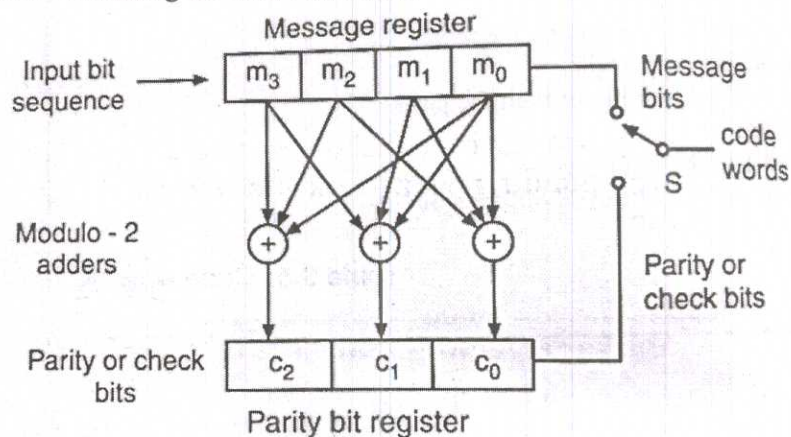 Message register
Input bit
sequence
m3 m2 m1 m0
Message
bits
code
words
S
Modulo - 2
adders
+ + +
Parity or
check bits
Parity or check
bits
c2 c1 c0
Parity bit register